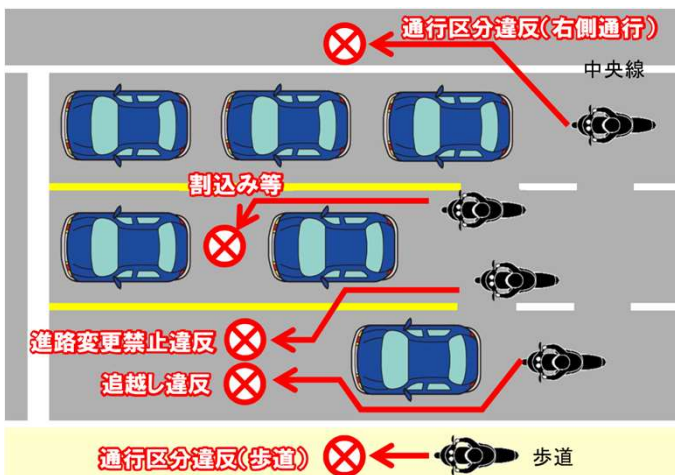 通行区分違反(右側通行)
中央線
割込み等
進路変更禁止違反
追越し違反
通行区分違反(歩道)
歩道